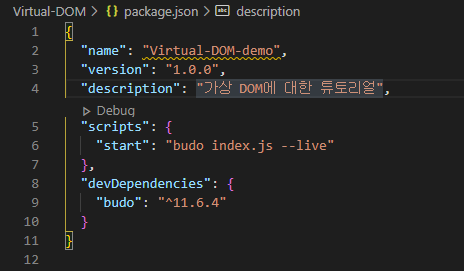 Virtual-DOM > {} package.json > abc description
1 {
2 "name": "Virtual-DOM-demo",
3 "version": "1.0.0",
4 "description": "가상 DOM에 대한 튜토리얼",
Debug
5 "scripts": {
6 "start": "budo index.js --live"
7 },
8 "devDependencies": {
9 "budo": "^11.6.4"
10 }
11 }
12